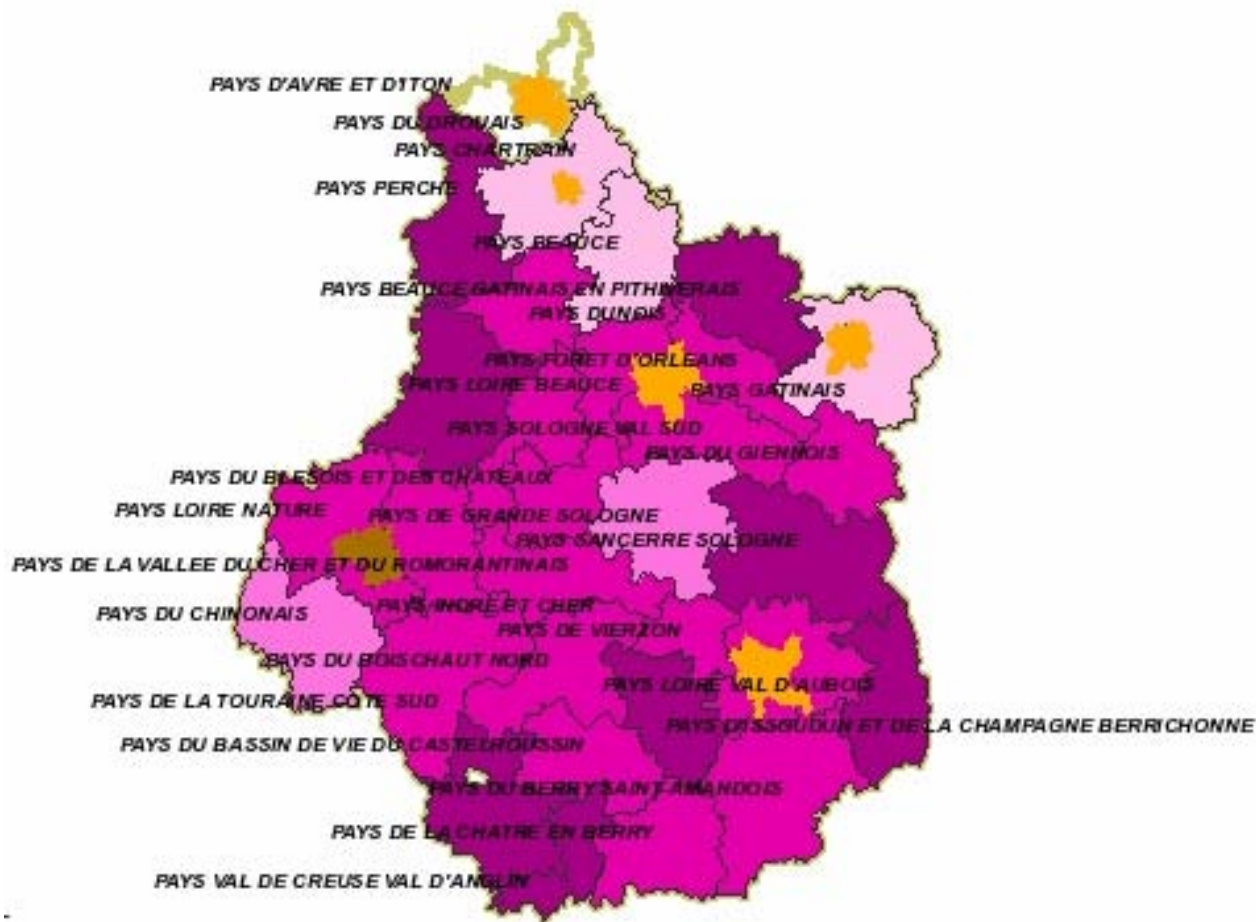 PAYS D'AVRE ET D'ITON
PAYS DU DROUAIS
PAYS CHARTRAIN
PAYS PERCHE
PAYS BEAUCE
PAYS BEAUCE GATINAIS EN PITHIVERAIS
PAYS DUNOIS
PAYS FORET D'ORLEANS
PAYS LOIRE BEAUCE
PAYS GATINAIS
PAYS SOLOGNE VAL SUD
PAYS DU GIENNOIS
PAYS DU BLESOIS ET DES CHATEAUX
PAYS LOIRE NATURE
PAYS DE GRANDE SOLOGNE
PAYS SANCERRE SOLOGNE
PAYS DE LA VALLEE DU CHER ET DU ROMORANTINAIS
PAYS INDRE ET CHER
PAYS DU CHINONAIS
PAYS DE VIERZON
PAYS DU BOISCHAUT NORD
PAYS LOIRE VAL D'AUBOIS
PAYS DE LA TOURAINE COTE SUD
PAYS D'ISSOUDUN ET DE LA CHAMPAGNE BERRICHONNE
PAYS DU BASSIN DE VIE DU CASTELROUSSIN
PAYS DU BERRY SAINT-AMANDOIS
PAYS DE LA CHATRE EN BERRY
PAYS VAL DE CREUSE VAL D'ANGLIN